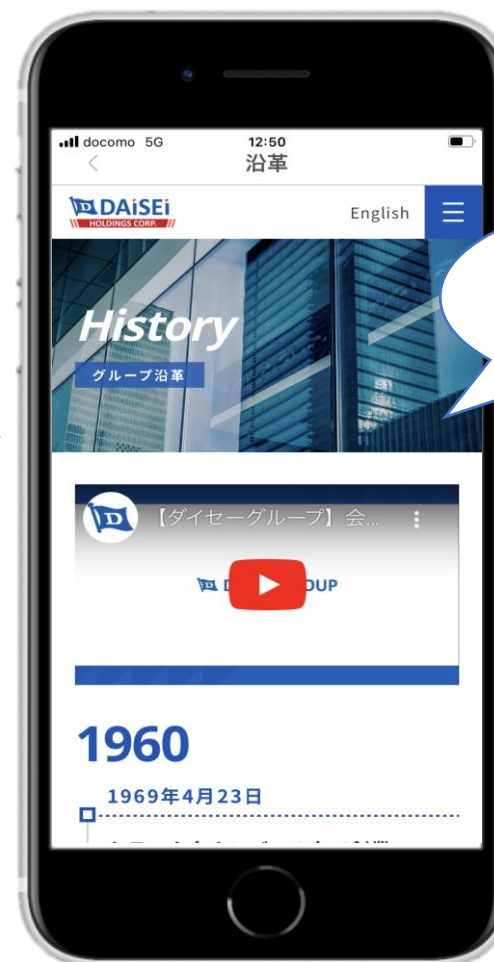 docomo 5G
12:50
沿革
DAiSEi
HOLDINGS CORP.
English
History
グループ沿革
D
【ダイセーグループ】会...
OUP
1960
1969年4月23日